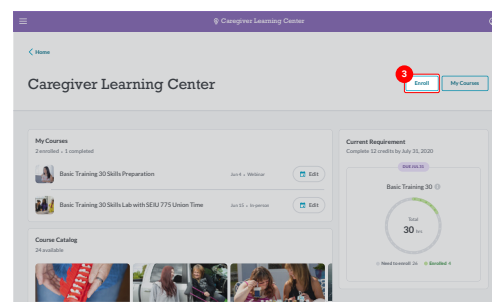 Caregiver Learning Center
Home
Caregiver Learning Center
3
Enroll
My Courses
My Courses
2 enrolled • 1 completed
Basic Training 30 Skills Preparation
Jun 4 • Webinar
Edit
Basic Training 30 Skills Lab with SEIU 775 Union Time
Jun 15 • In-person
Edit
Course Catalog
24 available
Current Requirement
Complete 12 credits by July 31, 2020
Basic Training 30
Total
30 hrs
Need to enroll 26
Enrolled 4